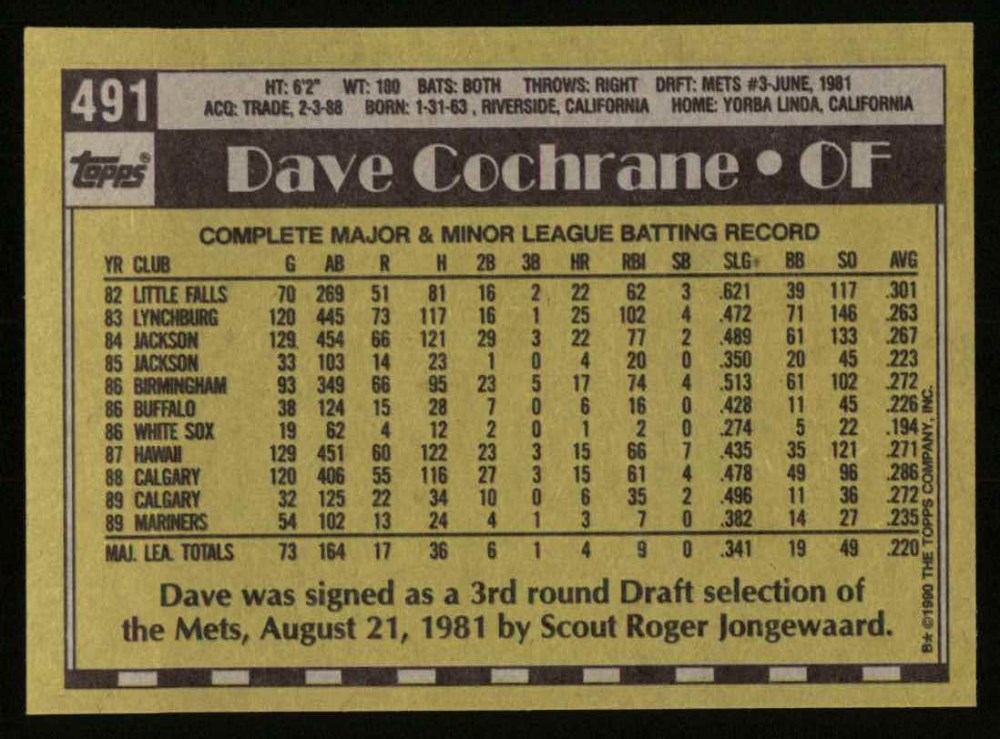 491
HT: 6'2" WT: 180 BATS: BOTH THROWS: RIGHT DRFT: METS #3-JUNE, 1981
ACQ: TRADE, 2-3-88 BORN: 1-31-63, RIVERSIDE, CALIFORNIA HOME: YORBA LINDA, CALIFORNIA
topps®
Dave Cochrane • OF
COMPLETE MAJOR & MINOR LEAGUE BATTING RECORD
YR CLUB G AB R H 2B 3B HR RBI SB SLG BB SO AVG
82 LITTLE FALLS 70 269 51 81 16 2 22 62 3 .621 39 117 .301
83 LYNCHBURG 120 445 73 117 16 1 25 102 4 .472 71 146 .263
84 JACKSON 129 454 66 121 29 3 22 77 2 .489 61 133 .267
85 JACKSON 33 103 14 23 1 0 4 20 0 .350 20 45 .223
86 BIRMINGHAM 93 349 66 95 23 5 17 74 4 .513 61 102 .272
86 BUFFALO 38 124 15 28 7 0 6 16 0 .428 11 45 .226
86 WHITE SOX 19 62 4 12 2 0 1 2 0 .274 5 22 .194
87 HAWAII 129 451 60 122 23 3 15 66 7 .435 35 121 .271
88 CALGARY 120 406 55 116 27 3 15 61 4 .478 49 96 .286
89 CALGARY 32 125 22 34 10 0 6 35 2 .496 11 36 .272
89 MARINERS 54 102 13 24 4 1 3 7 0 .382 14 27 .235
MAJ. LEA. TOTALS 73 164 17 36 6 1 4 9 0 .341 19 49 .220
Dave was signed as a 3rd round Draft selection of
the Mets, August 21, 1981 by Scout Roger Jongewaard.
B* ©1990 THE TOPPS COMPANY, INC.